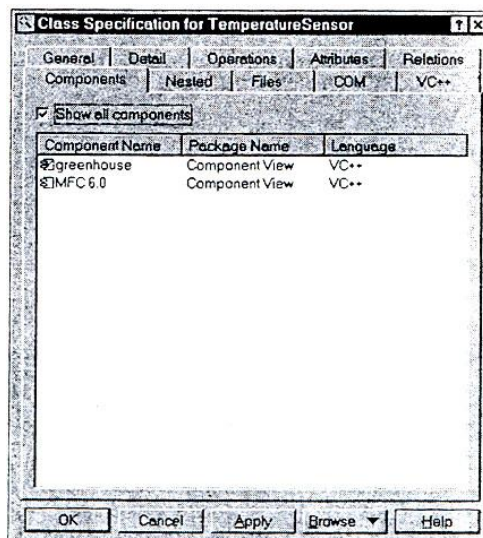 Class Specification for TemperatureSensor
General Detail Operations Attributes Relations
Components Nested Files COM VC++
Show all components
Component Name Package Name Language
greenhouse Component View VC++
MFC 6.0 Component View VC++
OK Cancel Apply Browse Help